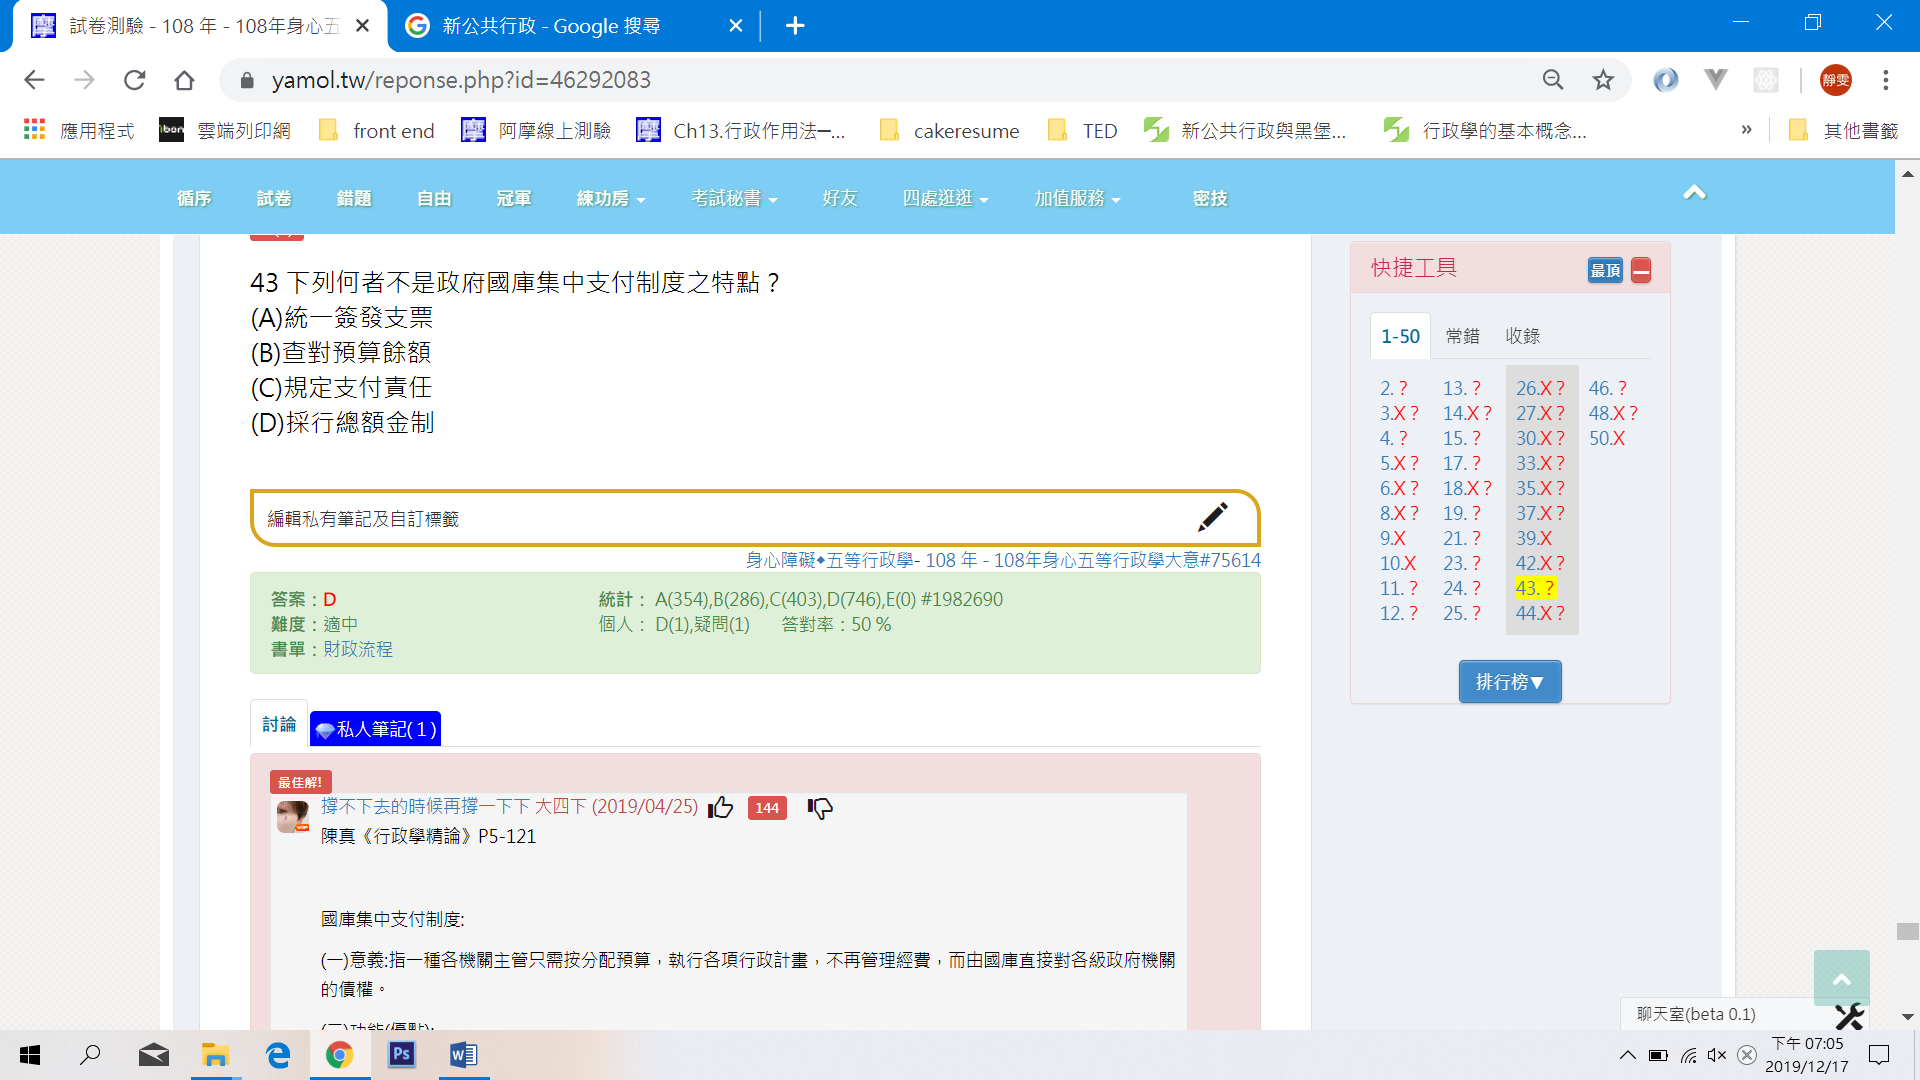 試卷測驗 - 108 年 - 108年身心五
新公共行政 - Google 搜尋
yamol.tw/reponse.php?id=46292083
靜雯
應用程式
ibon
雲端列印網
front end
阿摩線上測驗
Ch13.行政作用法—...
cakeresume
TED
新公共行政與黑堡...
行政學的基本概念...
»
其他書籤
循序
試卷
錯題
自由
冠軍
練功房
考試秘書
好友
四處逛逛
加值服務
密技
43 下列何者不是政府國庫集中支付制度之特點？
(A)統一簽發支票
(B)查對預算餘額
(C)規定支付責任
(D)採行總額金制
編輯私有筆記及自訂標籤
身心障礙◆五等行政學- 108 年 - 108年身心五等行政學大意#75614
答案：D
統計： A(354),B(286),C(403),D(746),E(0) #1982690
難度：適中
個人： D(1),疑問(1) 答對率：50 %
書單：財政流程
討論
私人筆記( 1 )
最佳解!
撐不下去的時候再撐一下下 大四下 (2019/04/25) 144
陳真《行政學精論》P5-121
國庫集中支付制度:
(一)意義:指一種各機關主管只需按分配預算，執行各項行政計畫，不再管理經費，而由國庫直接對各級政府機關
的債權。
(二)功能(優點):
快捷工具
最頂
1-50 常錯 收錄
2. ? 13. ? 26.X ? 46. ?
3.X ? 14.X ? 27.X ? 48.X ?
4. ? 15. ? 30.X ? 50.X
5.X ? 17. ? 33.X ?
6.X ? 18.X ? 35.X ?
8.X ? 19. ? 37.X ?
9.X 21. ? 39.X
10.X 23. ? 42.X ?
11. ? 24. ? 43. ?
12. ? 25. ? 44.X ?
排行榜▼
聊天室(beta 0.1)
Ps
下午 07:05
2019/12/17